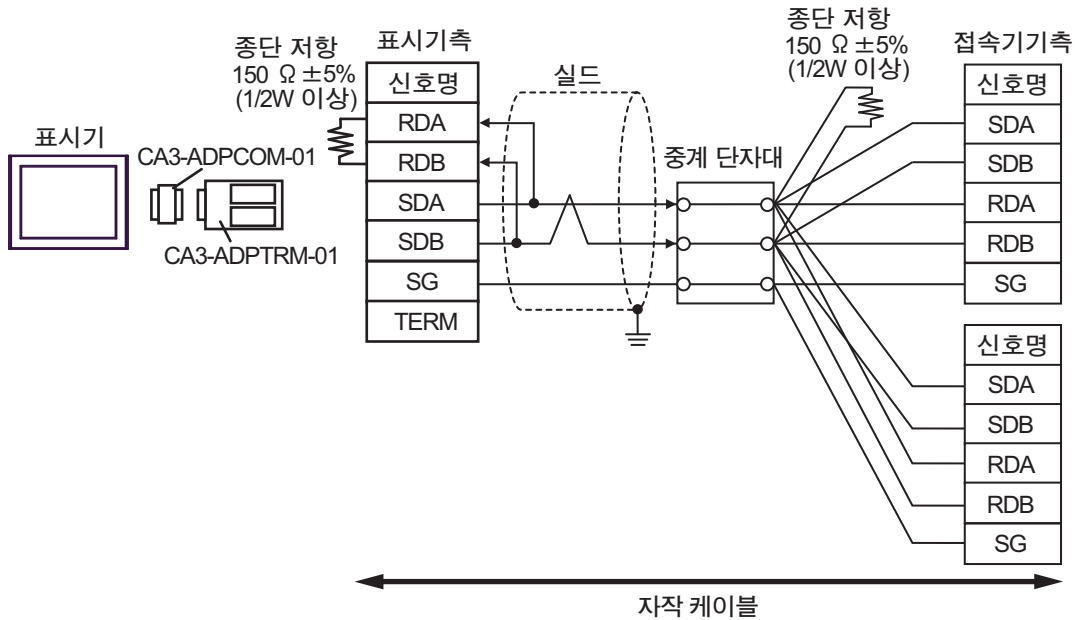 표시기
CA3-ADPCOM-01
CA3-ADPTRM-01
종단 저항
150 Ω ±5%
(1/2W 이상)
표시기측
신호명
RDA
RDB
SDA
SDB
SG
TERM
실드
중계 단자대
종단 저항
150 Ω ±5%
(1/2W 이상)
접속기기측
신호명
SDA
SDB
RDA
RDB
SG
신호명
SDA
SDB
RDA
RDB
SG
자작 케이블